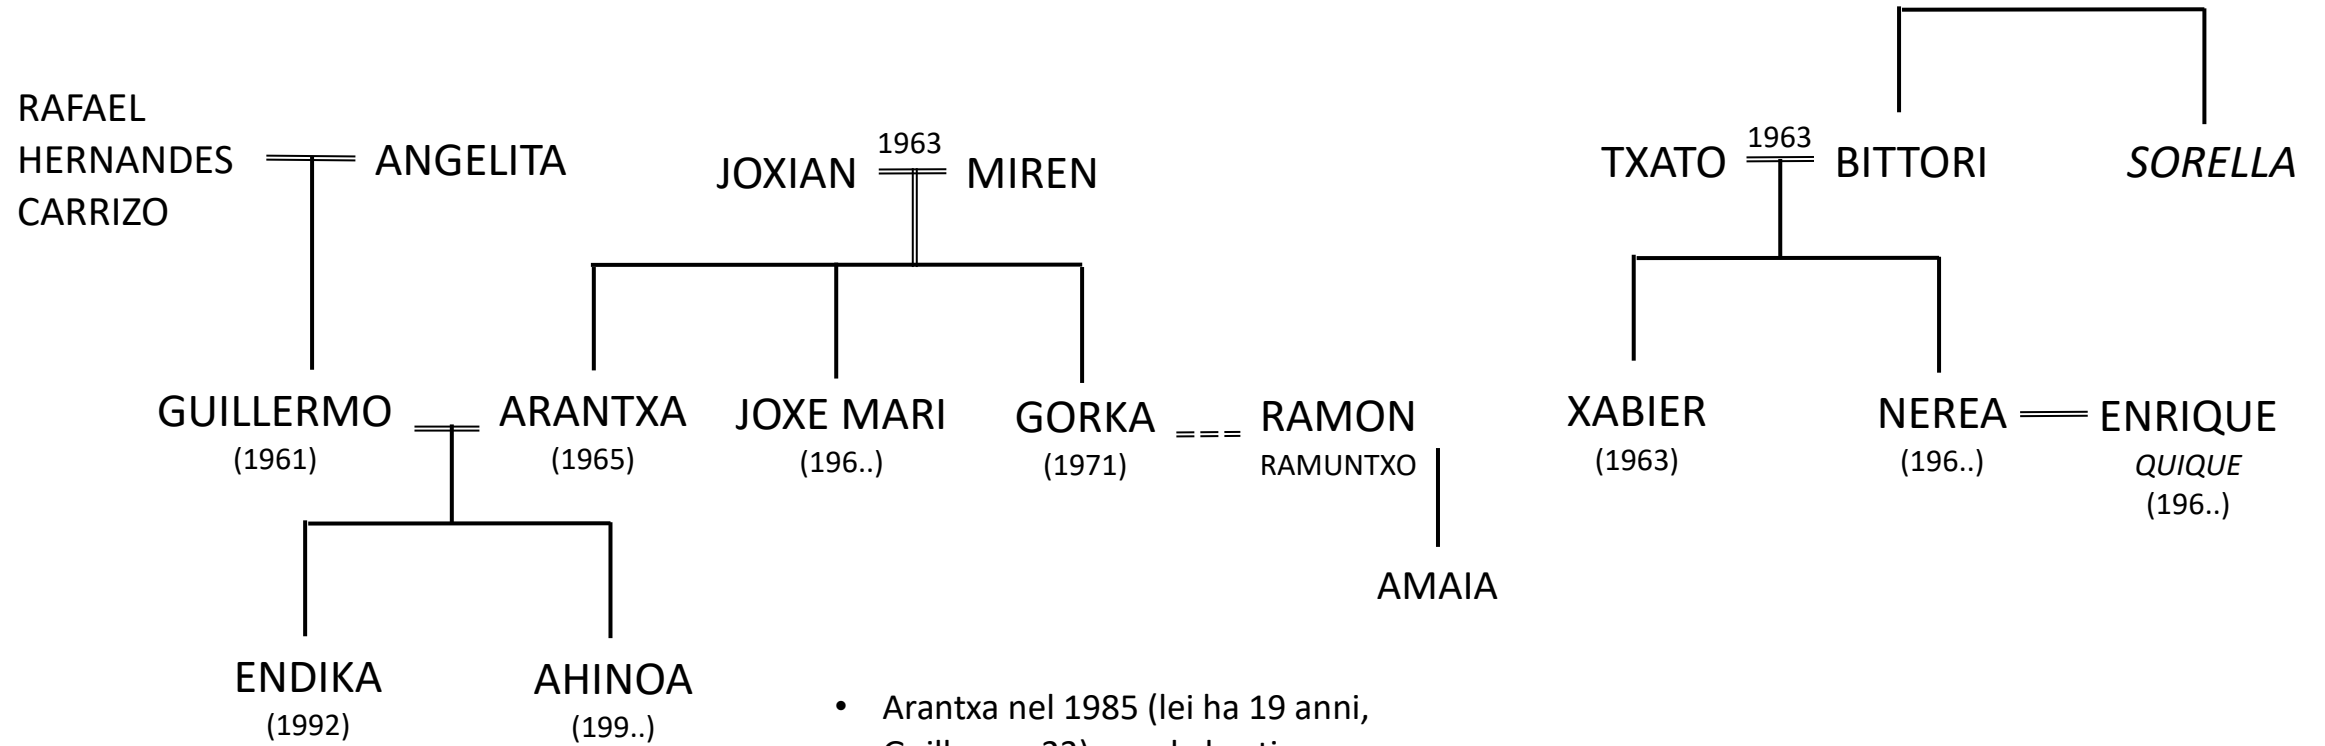 RAFAEL
HERNANDES
CARRIZO
ANGELITA
JOXIAN
1963
MIREN
TXATO
1963
BITTORI
SORELLA
GUILLERMO
(1961)
ARANTXA
(1965)
JOXE MARI
(196..)
GORKA
(1971)
===
RAMON
RAMUNTXO
XABIER
(1963)
NEREA
(196..)
ENRIQUE
QUIQUE
(196..)
AMAIA
ENDIKA
(1992)
AHINOA
(199..)
• Arantxa nel 1985 (lei ha 19 anni,